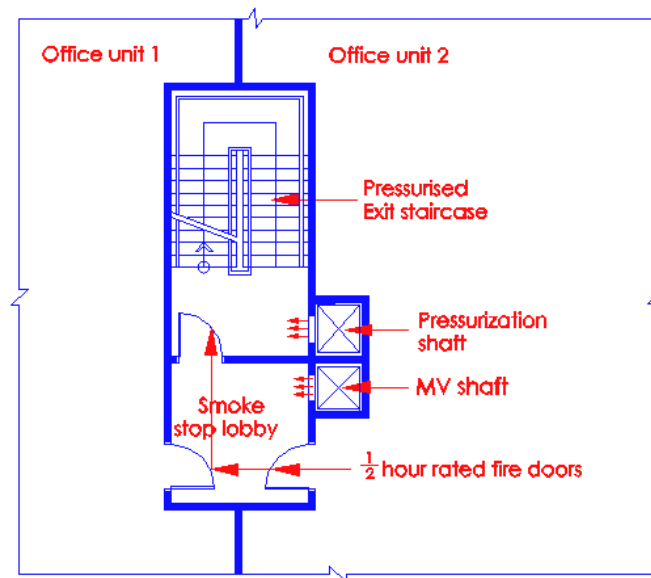 Office unit 1
Office unit 2
Pressurised
Exit staircase
Pressurization
shaft
MV shaft
Smoke
stop lobby
½ hour rated fire doors